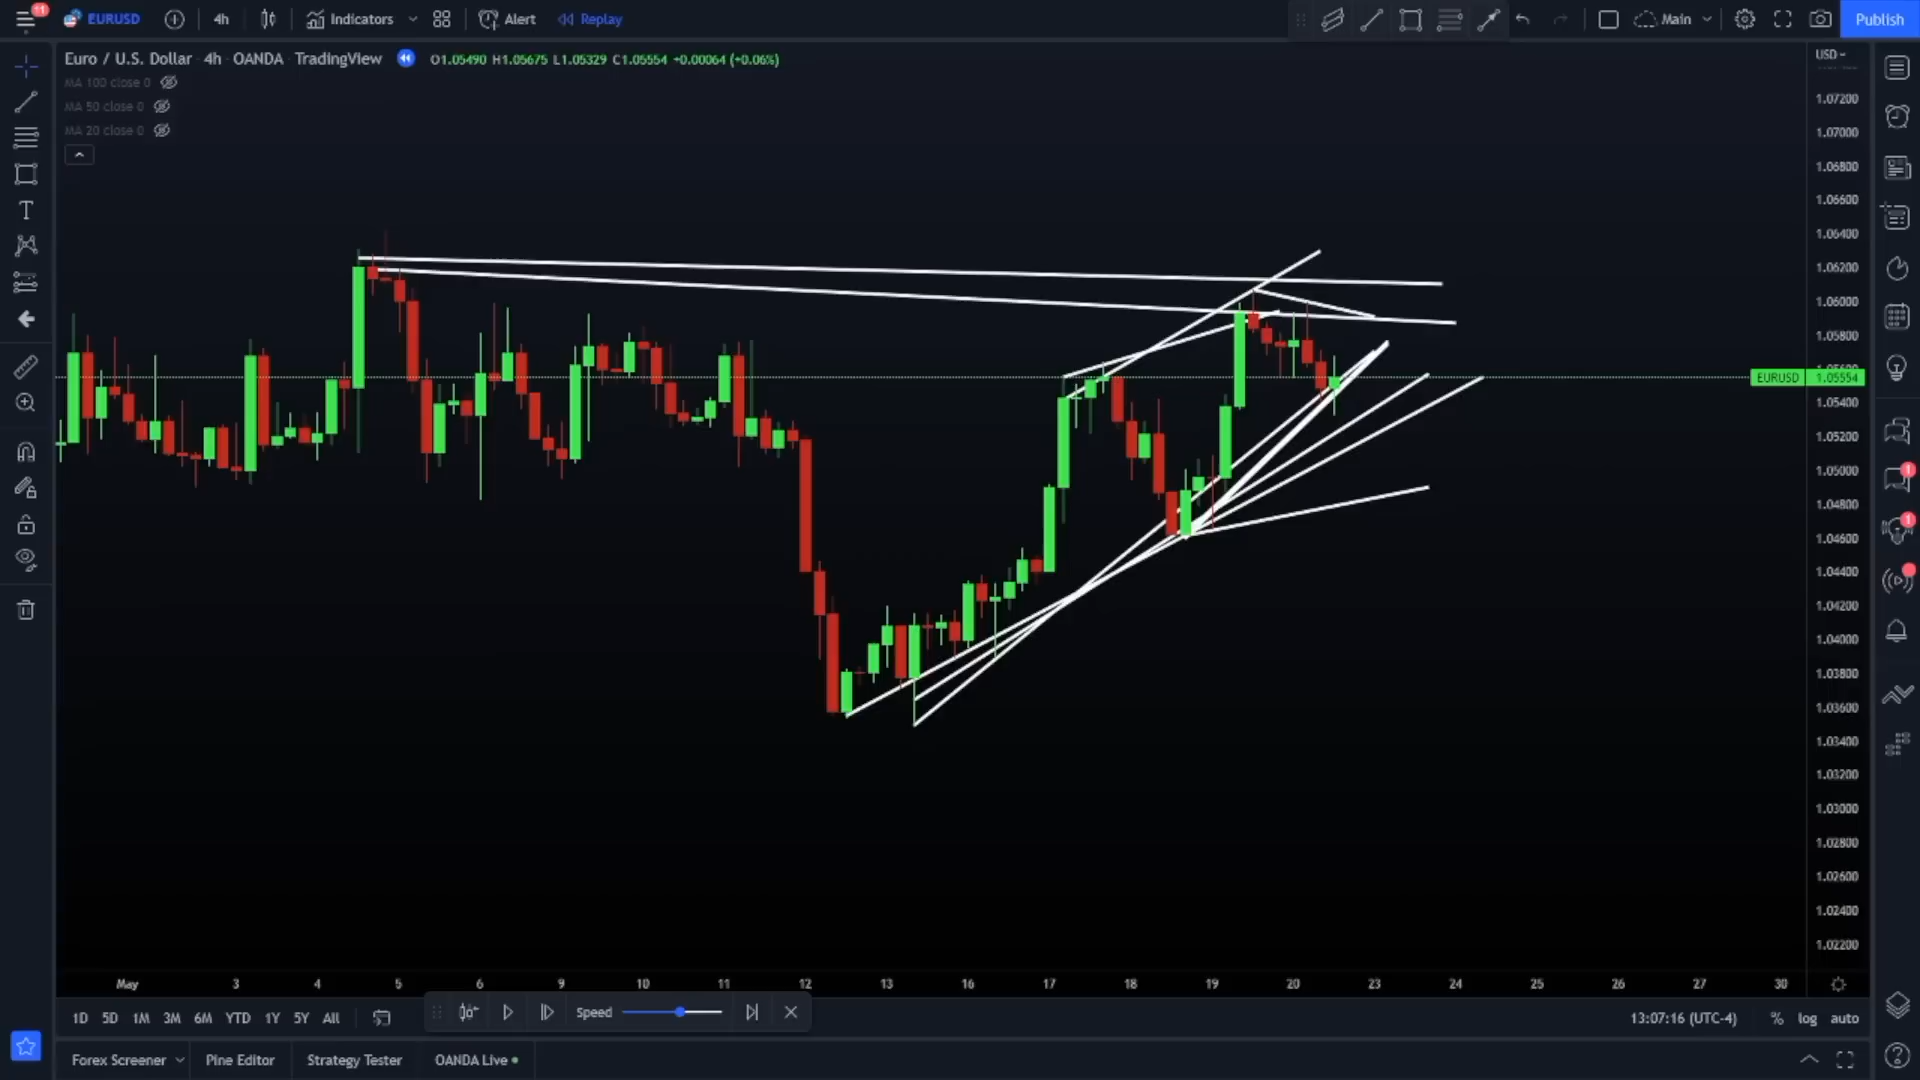 11 EURUSD 4h Indicators Alert Replay Main Publish
Euro / U.S. Dollar 4h OANDA TradingView O1.05490 H1.05675 L1.05329 C1.05554 +0.00064 (+0.06%)
USD
MA 100 close 0
MA 50 close 0
MA 20 close 0
1.07200
1.07000
1.06800
1.06600
1.06400
1.06200
1.06000
1.05800
EURUSD 1.05554
1.05400
1.05200
1.05000
1.04800
1.04600
1.04400
1.04200
1.04000
1.03800
1.03600
1.03400
1.03200
1.03000
1.02800
1.02600
1.02400
1.02200
1
1
May 3 4 5 6 9 10 11 12 13 16 17 18 19 20 23 24 25 26 27 30
1D 5D 1M 3M 6M YTD 1Y 5Y All Speed 13:07:16 (UTC-4) % log auto
Forex Screener Pine Editor Strategy Tester OANDA Live